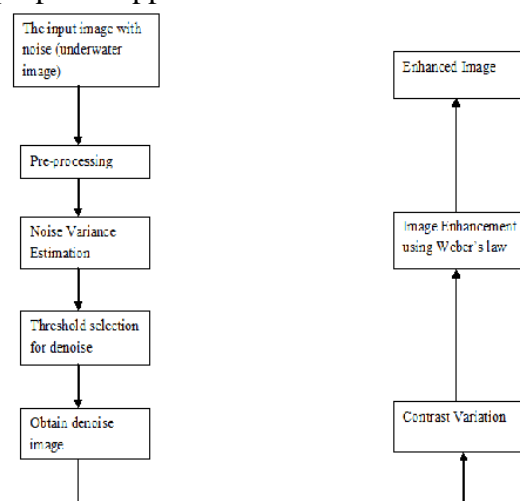 The input image with
noise (underwater
image)
Pre-processing
Noise Variance
Estimation
Threshold selection
for denoise
Obtain denoise
image
Enhanced Image
Image Enhancement
using Weber's law
Contrast Variation